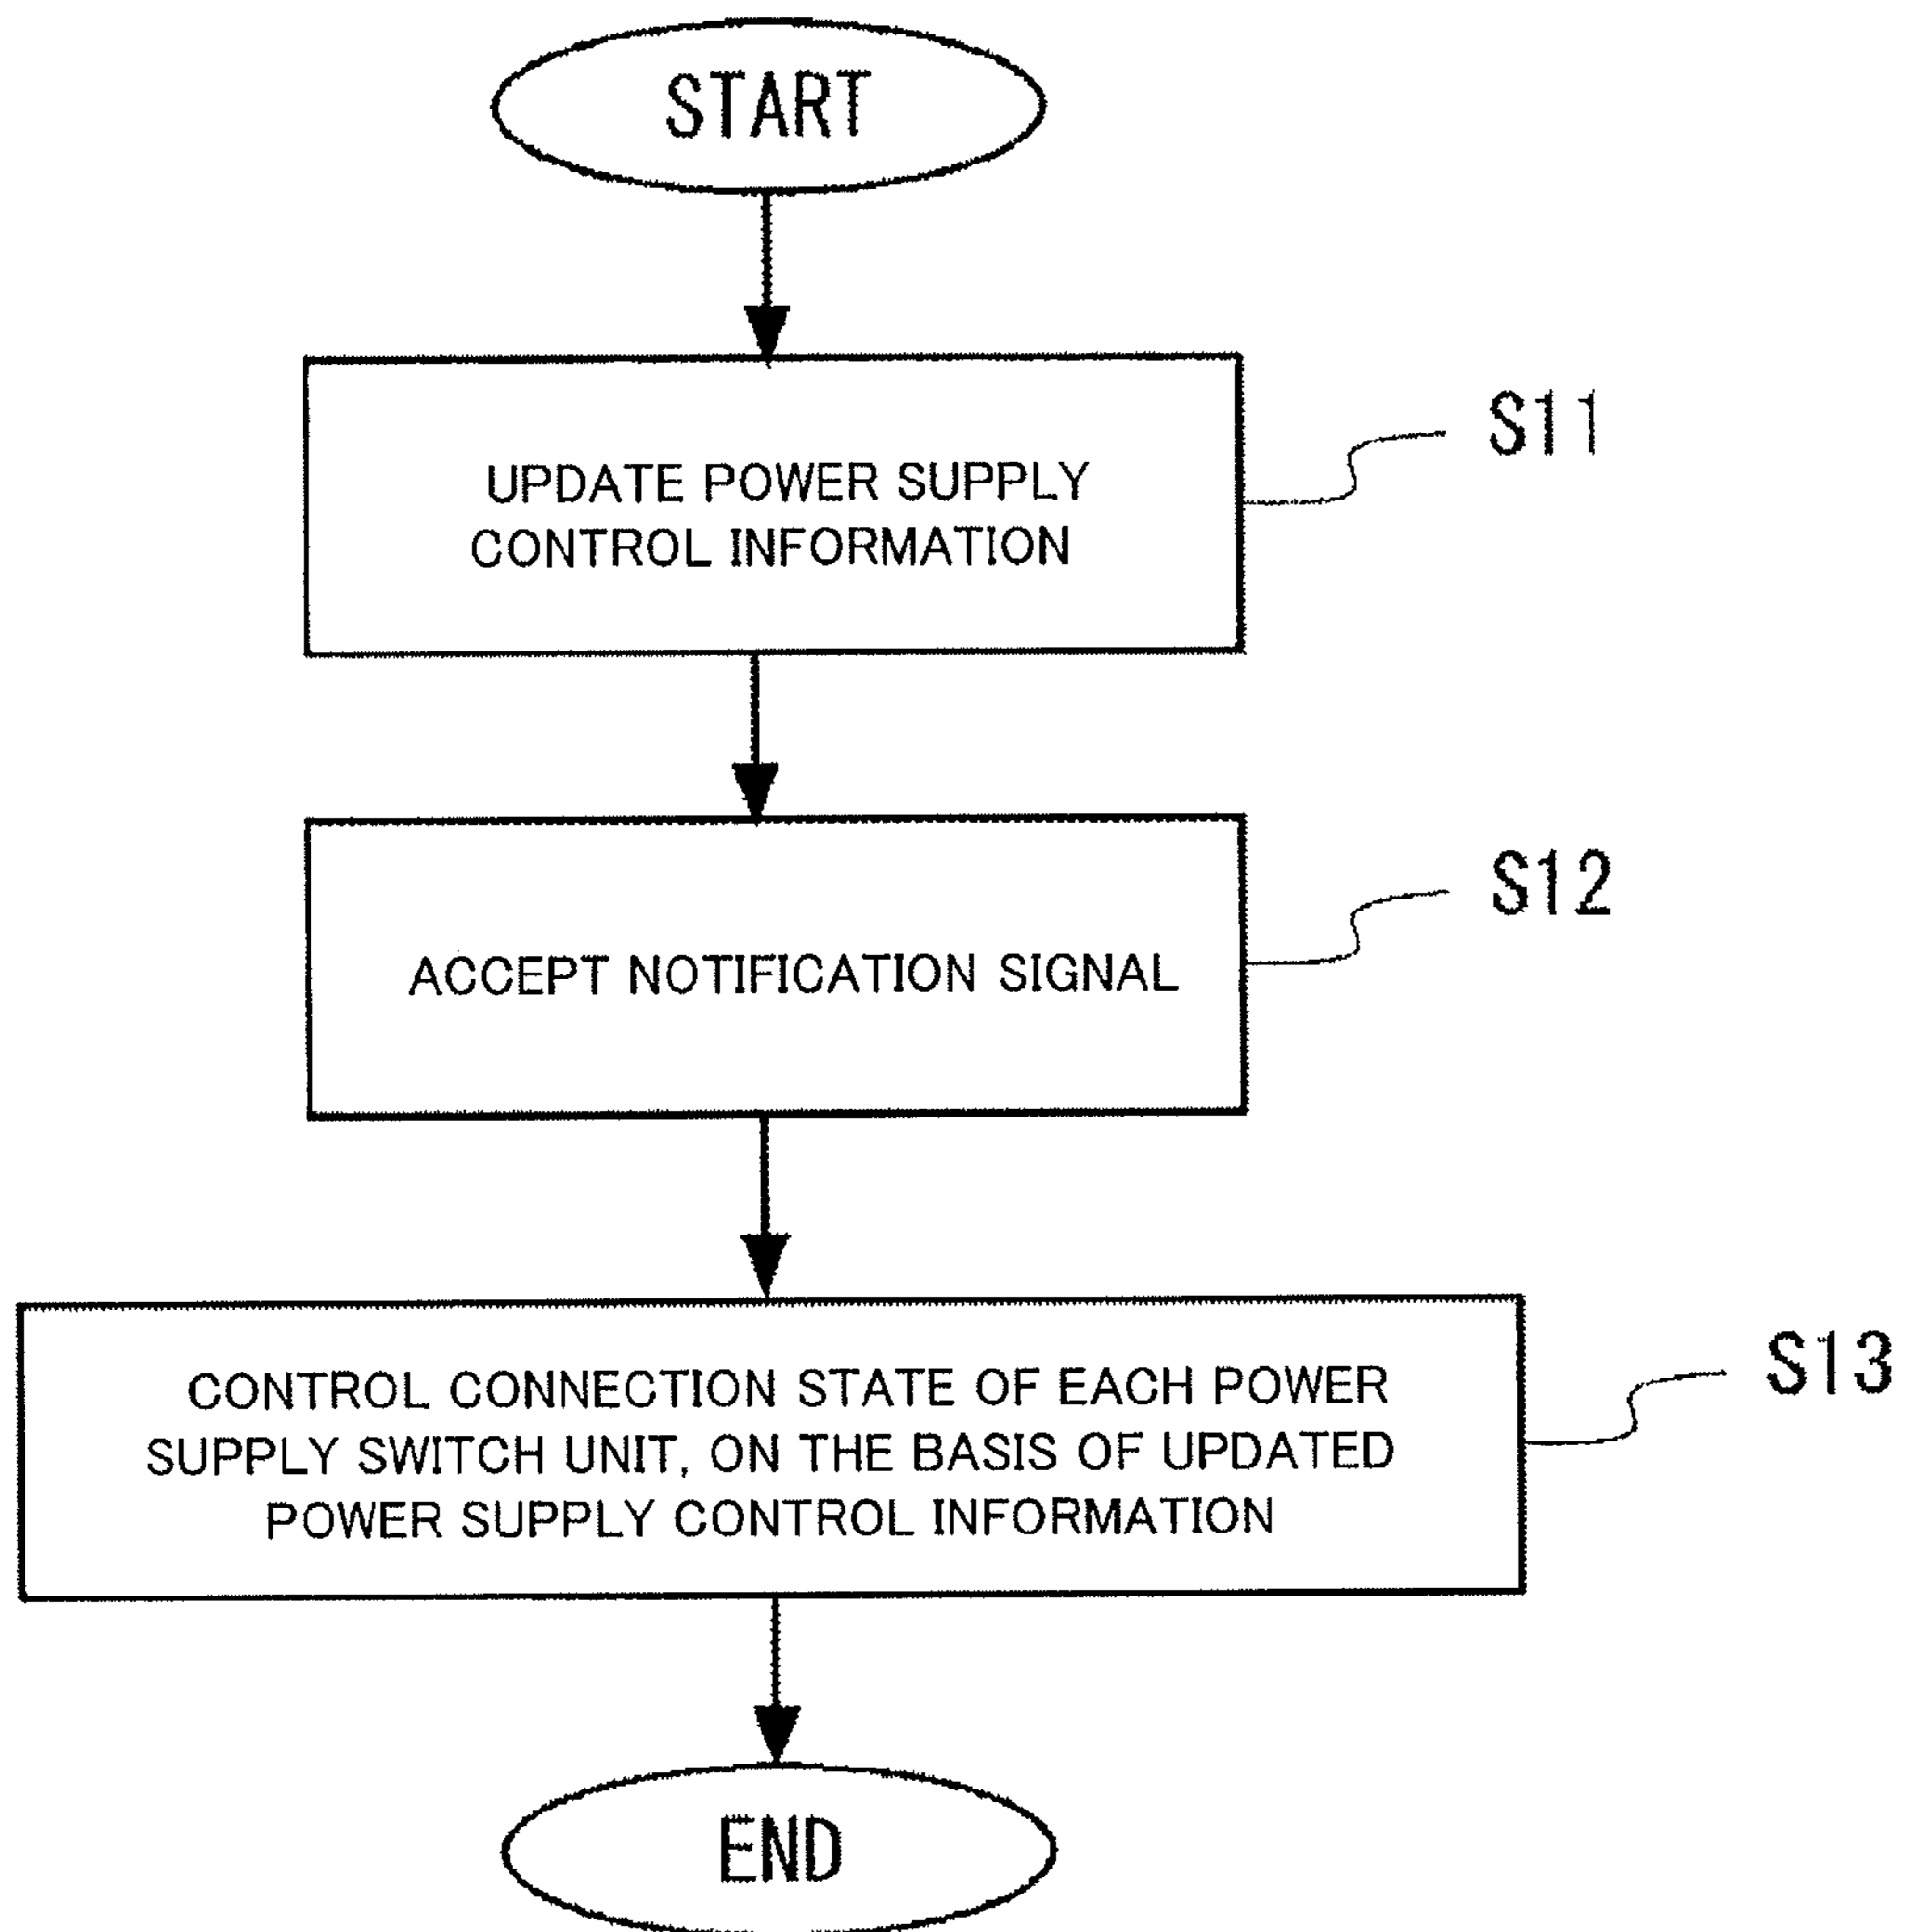 START
UPDATE POWER SUPPLY
CONTROL INFORMATION
S11
ACCEPT NOTIFICATION SIGNAL
S12
CONTROL CONNECTION STATE OF EACH POWER
SUPPLY SWITCH UNIT, ON THE BASIS OF UPDATED
POWER SUPPLY CONTROL INFORMATION
S13
END